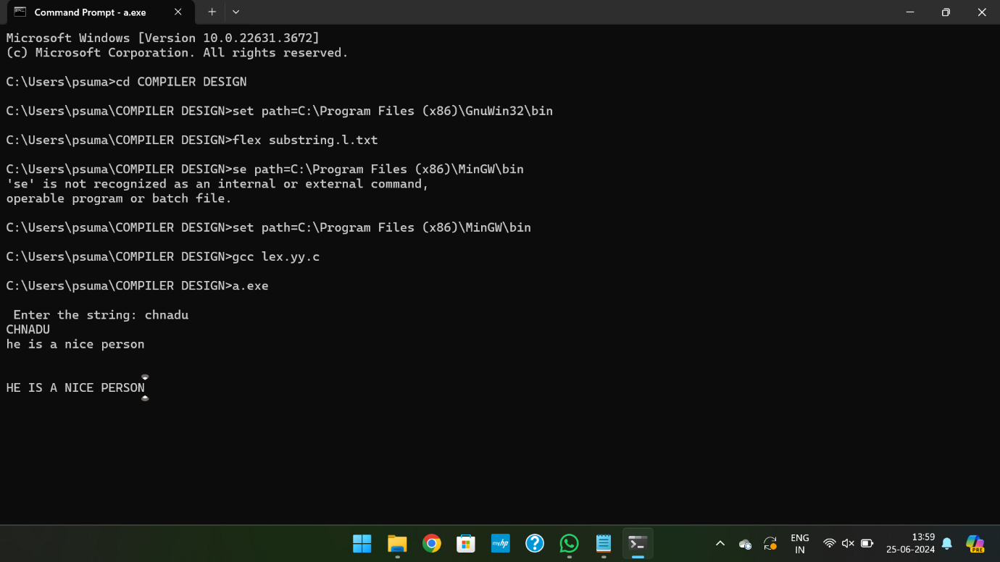 Command Prompt - a.exe
Microsoft Windows [Version 10.0.22631.3672]
(c) Microsoft Corporation. All rights reserved.
C:\Users\psuma>cd COMPILER DESIGN
C:\Users\psuma\COMPILER DESIGN>set path=C:\Program Files (x86)\GnuWin32\bin
C:\Users\psuma\COMPILER DESIGN>flex substring.l.txt
C:\Users\psuma\COMPILER DESIGN>se path=C:\Program Files (x86)\MinGW\bin
'se' is not recognized as an internal or external command,
operable program or batch file.
C:\Users\psuma\COMPILER DESIGN>set path=C:\Program Files (x86)\MinGW\bin
C:\Users\psuma\COMPILER DESIGN>gcc lex.yy.c
C:\Users\psuma\COMPILER DESIGN>a.exe
Enter the string: chnadu
CHNADU
he is a nice person
HE IS A NICE PERSON
myhp
ENG
IN
13:59
25-06-2024
PRE